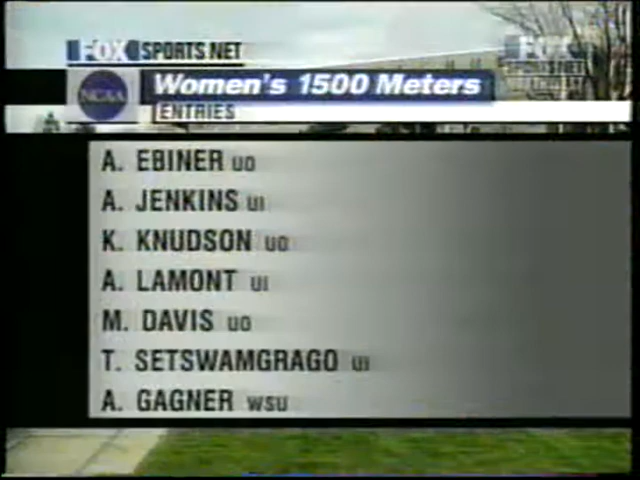 FOX SPORTS.NET
FOX
NCAA
Women's 1500 Meters
ENTRIES
A. EBINER UO
A. JENKINS UI
K. KNUDSON UO
A. LAMONT UI
M. DAVIS UO
T. SETSWAMGRAGO UI
A. GAGNER WSU